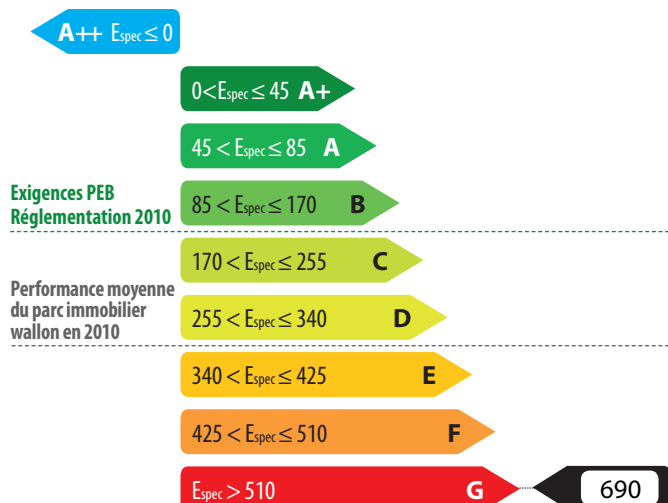 A++ Espec ≤ 0
0<Espec ≤ 45 A+
45 < Espec ≤ 85 A
Exigences PEB
Réglementation 2010
85 < Espec ≤ 170 B
170 < Espec ≤ 255 C
Performance moyenne
du parc immobilier
wallon en 2010
255 < Espec ≤ 340 D
340 < Espec ≤ 425 E
425 < Espec ≤ 510 F
Espec > 510 G 690